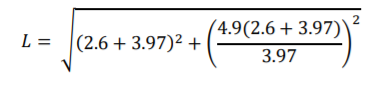 L = √((2.6 + 3.97)² + (4.9(2.6 + 3.97)/3.97)²)